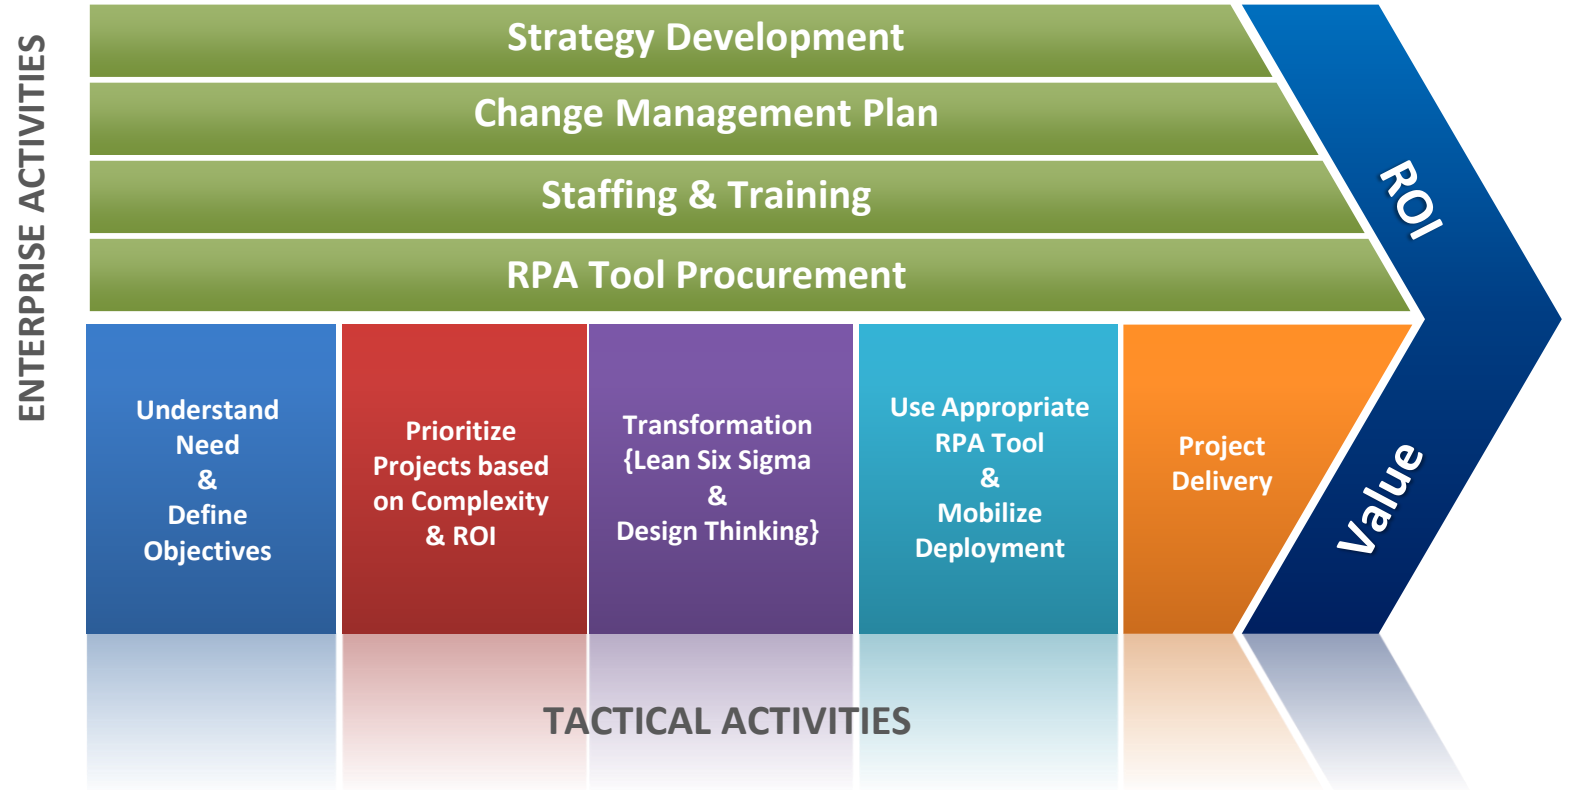 ENTERPRISE ACTIVITIES
Strategy Development
Change Management Plan
Staffing & Training
RPA Tool Procurement
ROI
Value
Understand
Need
&
Define
Objectives
Prioritize
Projects based
on Complexity
& ROI
Transformation
{Lean Six Sigma
&
Design Thinking}
Use Appropriate
RPA Tool
&
Mobilize
Deployment
Project
Delivery
TACTICAL ACTIVITIES